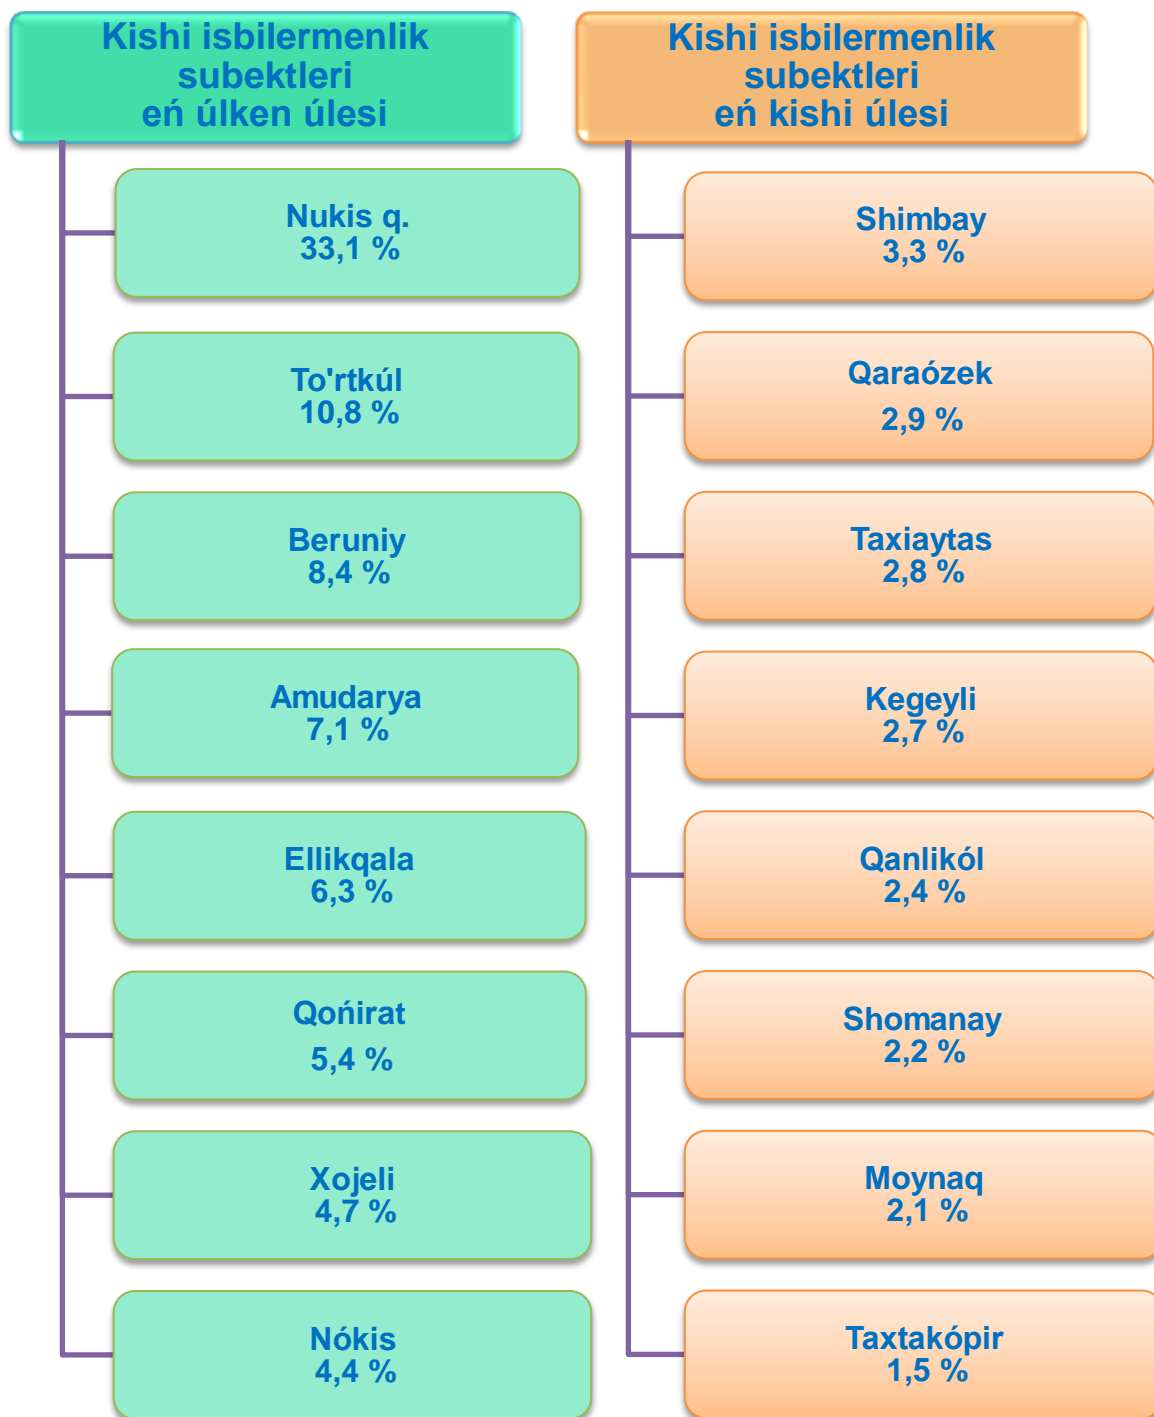 Kishi isbilermenlik
subektleri
eń úlken úlesi
Nukis q.
33,1 %
To'rtkúl
10,8 %
Beruniy
8,4 %
Amudarya
7,1 %
Ellikqala
6,3 %
Qońirat
5,4 %
Xojeli
4,7 %
Nókis
4,4 %
Kishi isbilermenlik
subektleri
eń kishi úlesi
Shimbay
3,3 %
Qaraózek
2,9 %
Taxiaytas
2,8 %
Kegeyli
2,7 %
Qanlikól
2,4 %
Shomanay
2,2 %
Moynaq
2,1 %
Taxtakópir
1,5 %